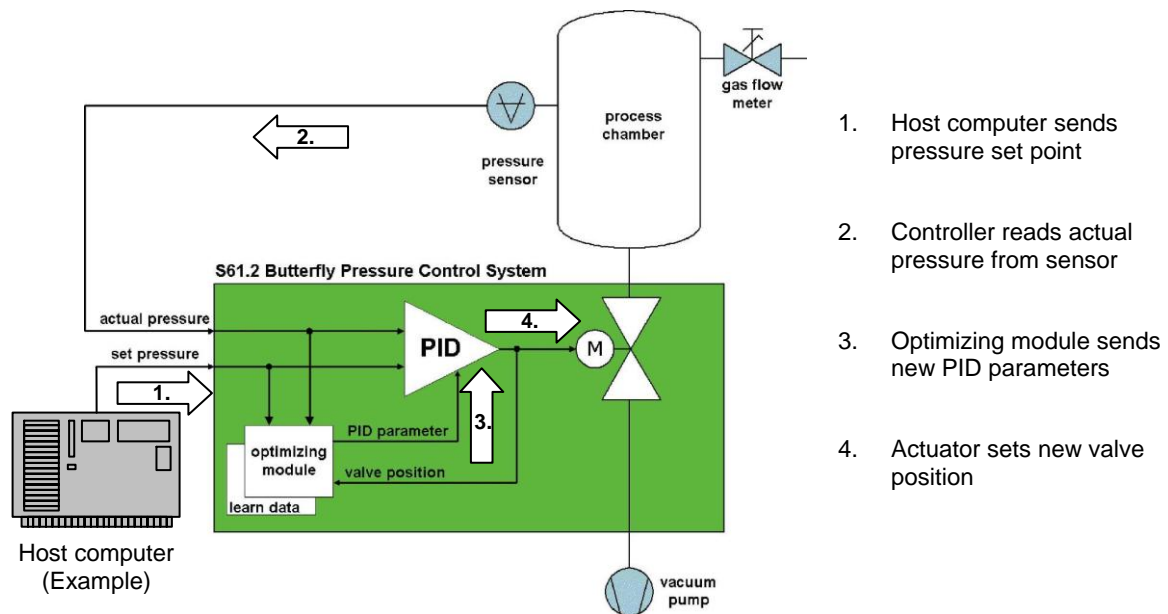 gas flow
meter
process
chamber
2.
pressure
sensor
S61.2 Butterfly Pressure Control System
actual pressure
4.
PID
M
set pressure
1.
3.
PID parameter
optimizing
module
valve position
learn data
Host computer
(Example)
vacuum
pump
1. Host computer sends
pressure set point
2. Controller reads actual
pressure from sensor
3. Optimizing module sends
new PID parameters
4. Actuator sets new valve
position